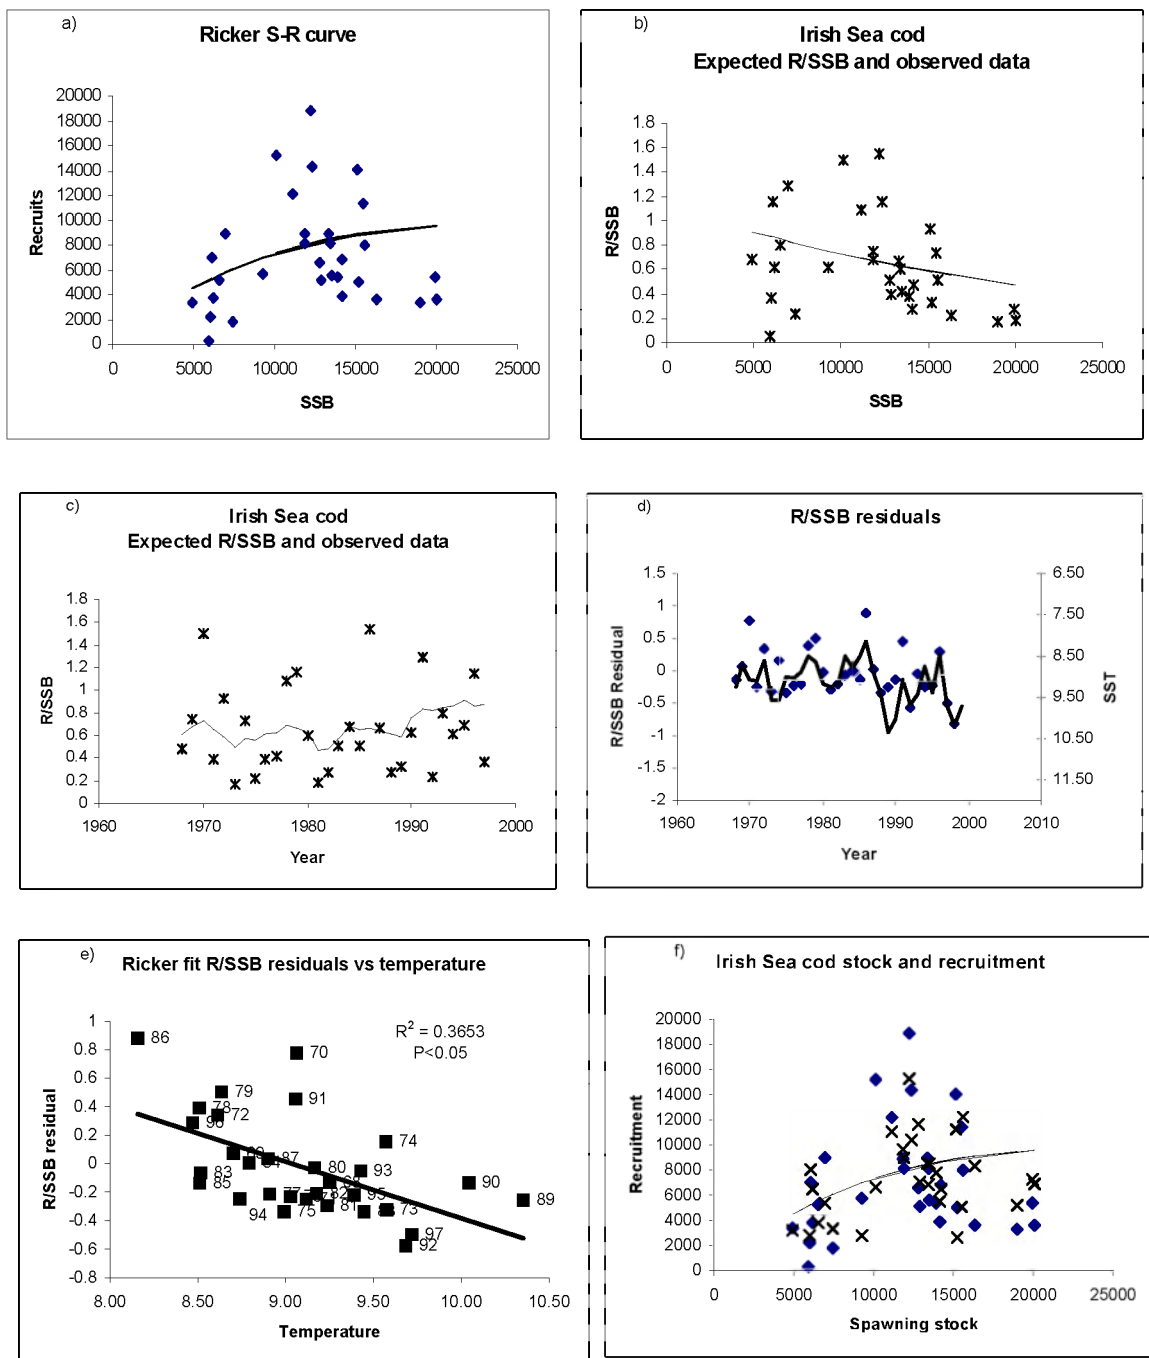 a)
Ricker S-R curve
20000
18000
16000
14000
12000
10000
8000
6000
4000
2000
0
Recruits
0 5000 10000 15000 20000 25000
SSB
b)
Irish Sea cod
Expected R/SSB and observed data
1.8
1.6
1.4
1.2
1
0.8
0.6
0.4
0.2
0
R/SSB
0 5000 10000 15000 20000 25000
SSB
c)
Irish Sea cod
Expected R/SSB and observed data
1.8
1.6
1.4
1.2
1
0.8
0.6
0.4
0.2
0
R/SSB
1960 1970 1980 1990 2000
Year
d)
R/SSB residuals
1.5
1
0.5
0
-0.5
-1
-1.5
-2
R/SSB Residual
6.50
7.50
8.50
9.50
10.50
11.50
SST
1960 1970 1980 1990 2000 2010
Year
e)
Ricker fit R/SSB residuals vs temperature
R² = 0.3653
P<0.05
1
0.8
0.6
0.4
0.2
0
-0.2
-0.4
-0.6
-0.8
R/SSB residual
86
70
79
91
78
72
96
74
87
83
80
93
85
90
89
77
82
95
94
75
81
73
97
92
8.00 8.50 9.00 9.50 10.00 10.50
Temperature
f)
Irish Sea cod stock and recruitment
20000
18000
16000
14000
12000
10000
8000
6000
4000
2000
0
Recruitment
0 5000 10000 15000 20000 25000
Spawning stock